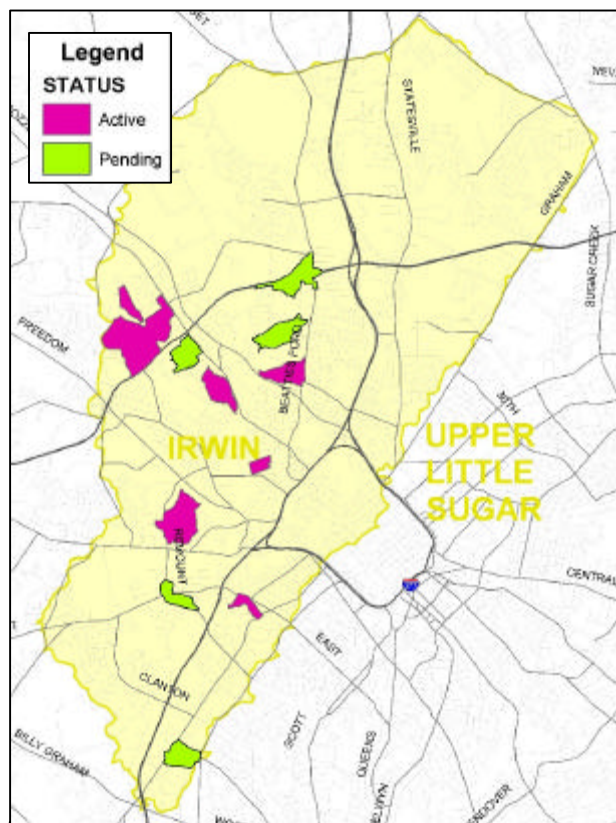 Legend
STATUS
Active
Pending
STATESVILLE
GRAHAM
SUGAR CREEK
FREEDOM
BEATTIES FORD
30TH
IRWIN
UPPER
LITTLE
SUGAR
REMOUNT
CENTRAL
EAST
CLANTON
SCOTT
QUEENS
BILLY GRAHAM